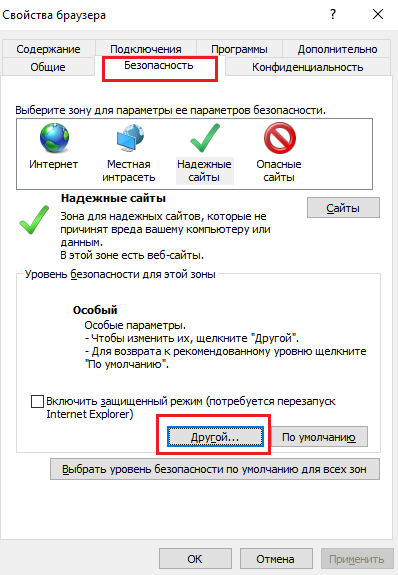 Свойства браузера
Содержание Подключения Программы Дополнительно
Общие Безопасность Конфиденциальность
Выберите зону для параметры ее параметров безопасности.
Интернет Местная интрасеть Надежные сайты Опасные сайты
Надежные сайты
Сайты
Зона для надежных сайтов, которые не
причинят вреда вашему компьютеру или
данным.
В этой зоне есть веб-сайты.
Уровень безопасности для этой зоны
Особый
Особые параметры.
- Чтобы изменить их, щелкните "Другой".
- Для возврата к рекомендованному уровню щелкните
"По умолчанию".
Включить защищенный режим (потребуется перезапуск
Internet Explorer)
Другой... По умолчанию
Выбрать уровень безопасности по умолчанию для всех зон
ОК Отмена Применить